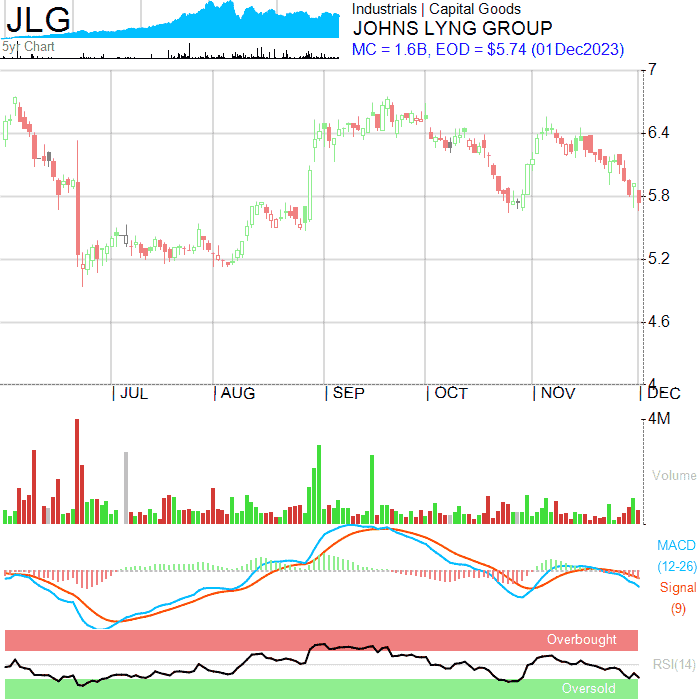 JLG
5yr Chart
Industrials | Capital Goods
JOHNS LYNG GROUP
MC = 1.6B, EOD = $5.74 (01Dec2023)
7
6.4
5.8
5.2
4.6
4
JUL AUG SEP OCT NOV DEC
4M
Volume
MACD
(12-26)
Signal
(9)
Overbought
RSI(14)
Oversold